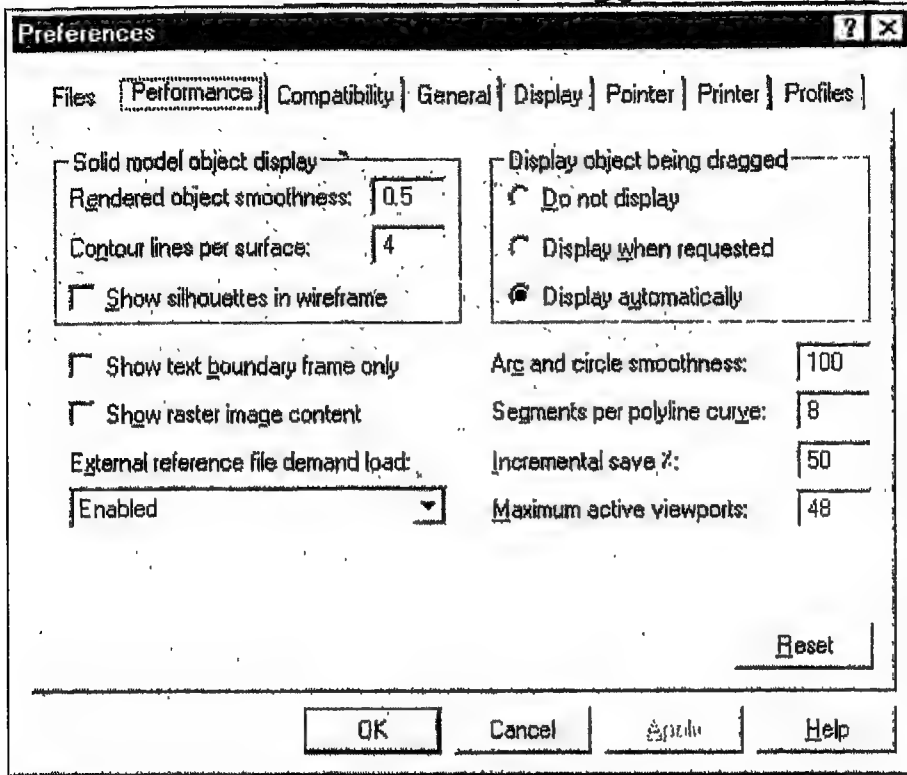 Preferences
Files Performance Compatibility General Display Pointer Printer Profiles
Solid model object display
Rendered object smoothness: 0.5
Contour lines per surface: 4
Show silhouettes in wireframe
Display object being dragged
Do not display
Display when requested
Display automatically
Show text boundary frame only
Show raster image content
External reference file demand load:
Enabled
Arc and circle smoothness: 100
Segments per polyline curve: 8
Incremental save %: 50
Maximum active viewports: 48
Reset
OK Cancel Apply Help